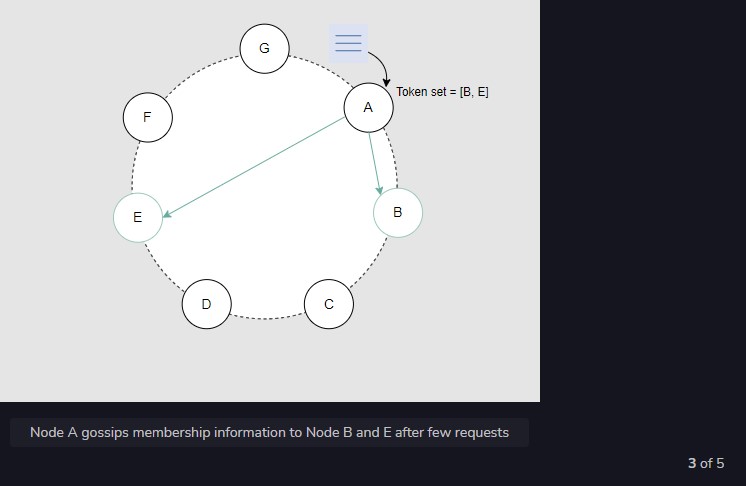 G
A
Token set = [B, E]
F
E
B
D
C
Node A gossips membership information to Node B and E after few requests
3 of 5